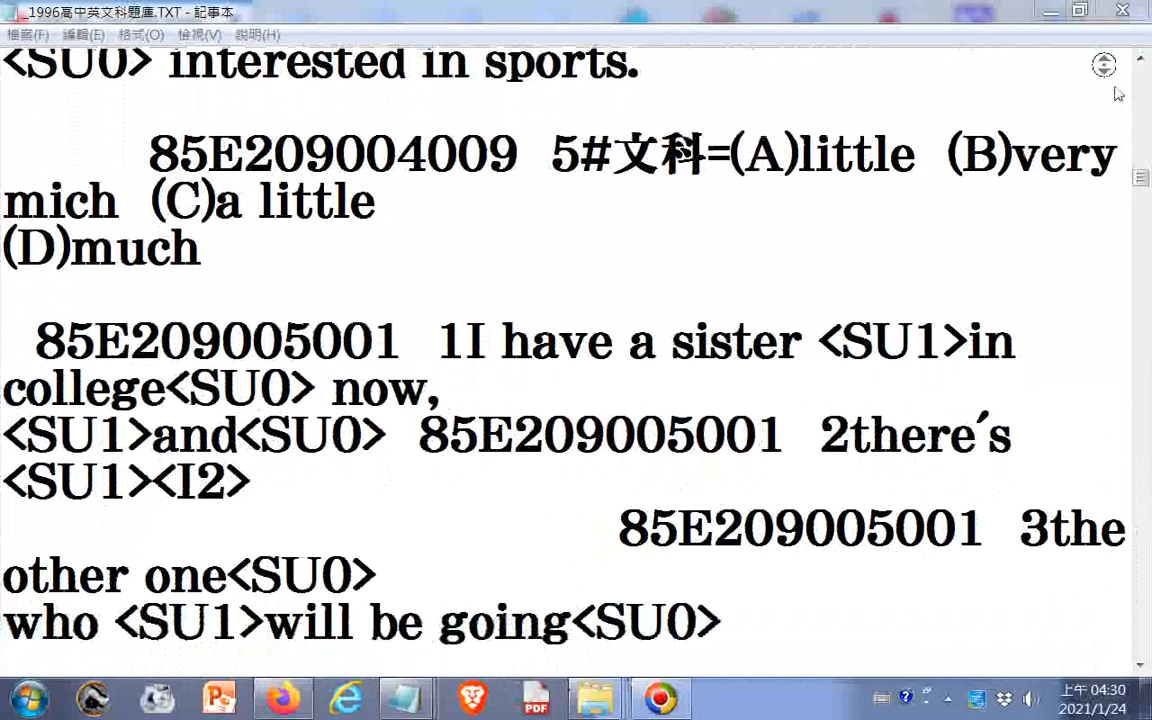 _1996高中英文科題庫.TXT - 記事本
檔案(F) 編輯(E) 格式(O) 檢視(V) 說明(H)
<SU0> interested in sports.
85E209004009 5#文科=(A)little (B)very
mich (C)a little
(D)much
85E209005001 1I have a sister <SU1>in
college<SU0> now,
<SU1>and<SU0> 85E209005001 2there's
<SU1><I2>
85E209005001 3the
other one<SU0>
who <SU1>will be going<SU0>
PDF
上午 04:30
2021/1/24